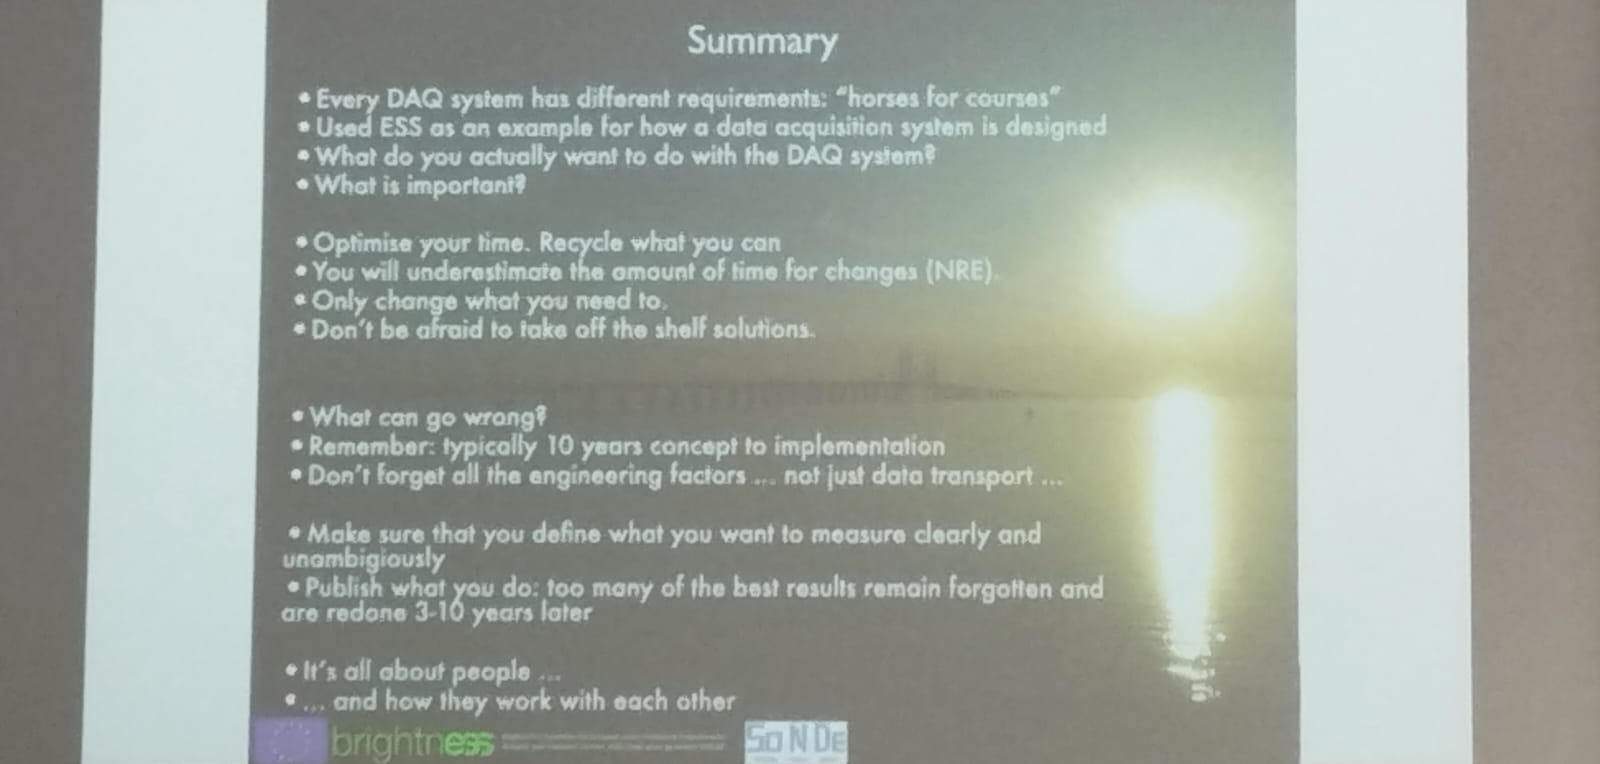 Summary
• Every DAQ system has different requirements: “horses for courses”
• Used ESS as an example for how a data acquisition system is designed
• What do you actually want to do with the DAQ system?
• What is important?
• Optimise your time. Recycle what you can
• You will underestimate the amount of time for changes (NRE).
• Only change what you need to.
• Don’t be afraid to take off the shelf solutions.
• What can go wrong?
• Remember: typically 10 years concept to implementation
• Don’t forget all the engineering factors .... not just data transport ...
• Make sure that you define what you want to measure clearly and
unambigiously
• Publish what you do: too many of the best results remain forgotten and
are redone 3-10 years later
• It’s all about people ...
• ... and how they work with each other
brightness
SoNDe